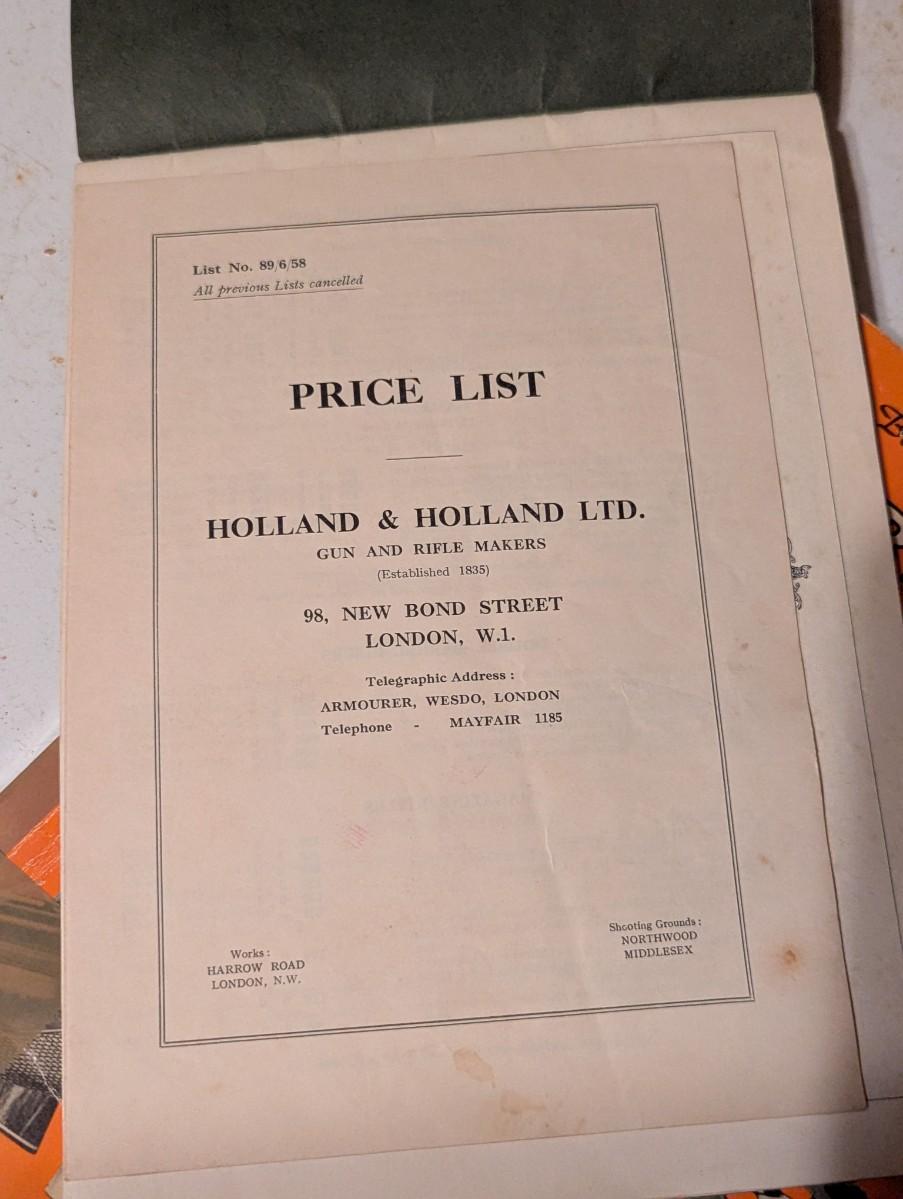 List No. 89/6/58
All previous Lists cancelled
PRICE LIST
HOLLAND & HOLLAND LTD.
GUN AND RIFLE MAKERS
(Established 1835)
98, NEW BOND STREET
LONDON, W.1.
Telegraphic Address :
ARMOURER, WESDO, LONDON
Telephone - MAYFAIR 1185
Works :
HARROW ROAD
LONDON, N.W.
Shooting Grounds :
NORTHWOOD
MIDDLESEX